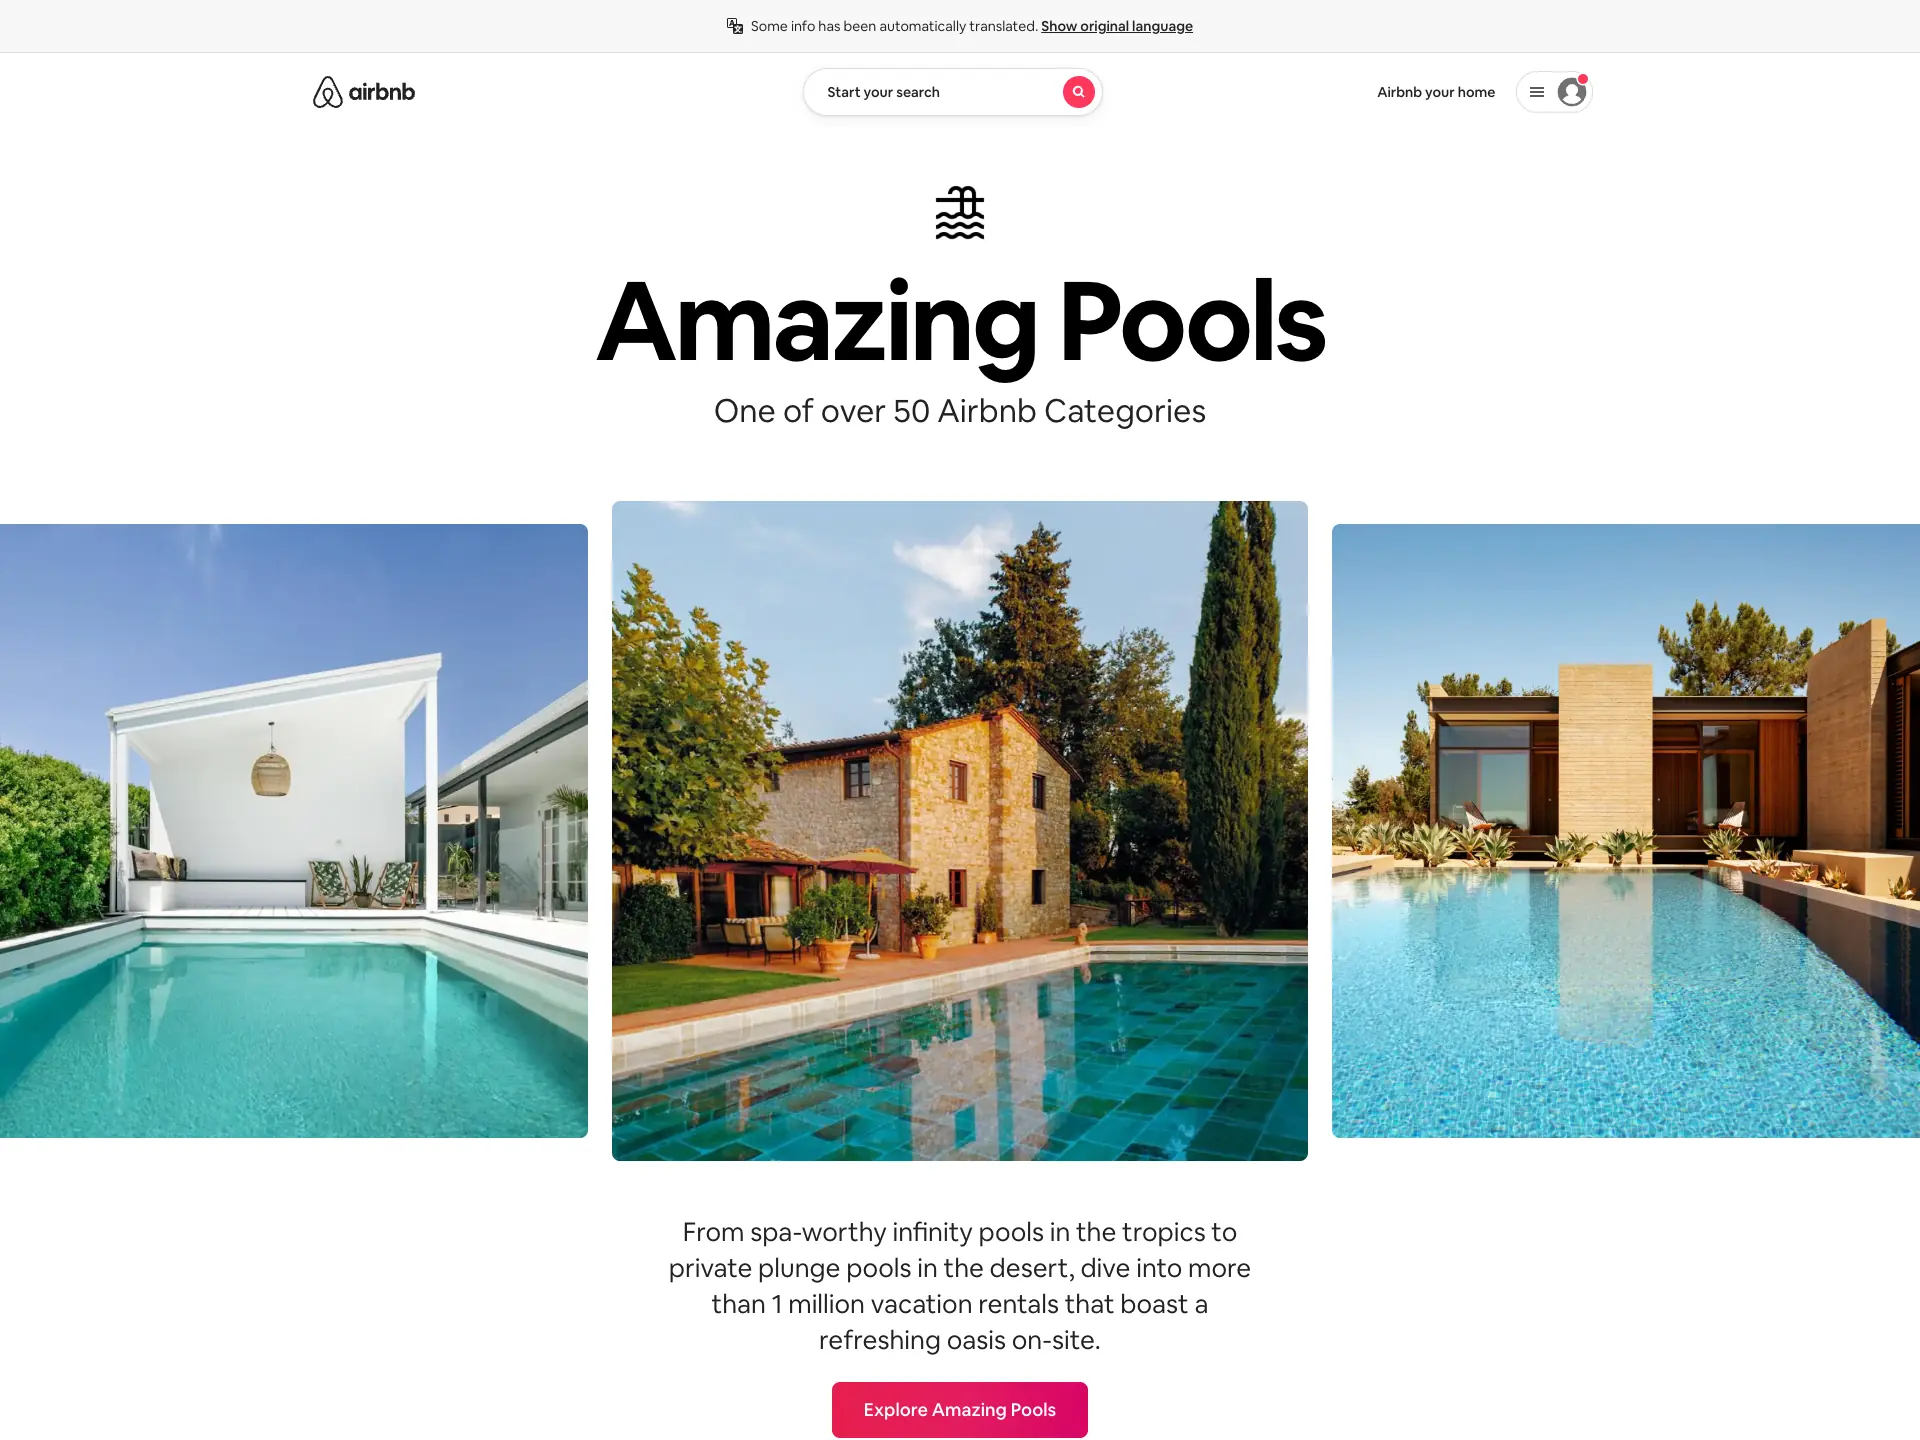 Some info has been automatically translated. Show original language
airbnb
Start your search
Airbnb your home
Amazing Pools
One of over 50 Airbnb Categories
From spa-worthy infinity pools in the tropics to
private plunge pools in the desert, dive into more
than 1 million vacation rentals that boast a
refreshing oasis on-site.
Explore Amazing Pools